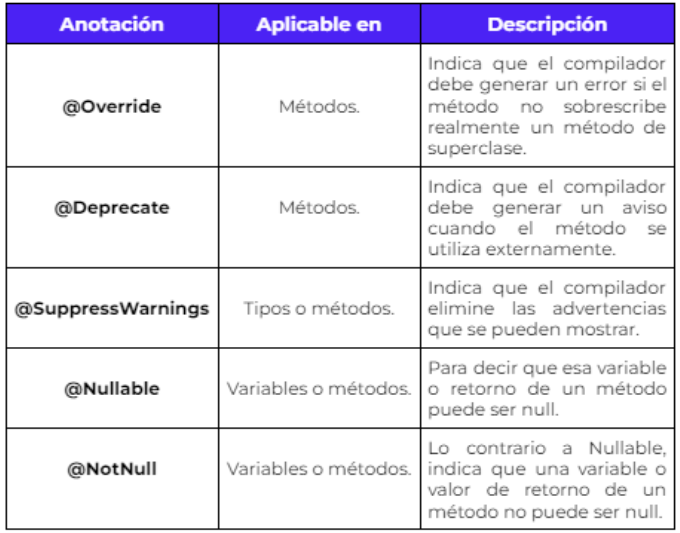 Anotación Aplicable en Descripción
@Override Métodos. Indica que el compilador
debe generar un error si el
método no sobrescribe
realmente un método de
superclase.
@Deprecate Métodos. Indica que el compilador
debe generar un aviso
cuando el método se
utiliza externamente.
@SuppressWarnings Tipos o métodos. Indica que el compilador
elimine las advertencias
que se pueden mostrar.
@Nullable Variables o métodos. Para decir que esa variable
o retorno de un método
puede ser null.
@NotNull Variables o métodos. Lo contrario a Nullable,
indica que una variable o
valor de retorno de un
método no puede ser null.